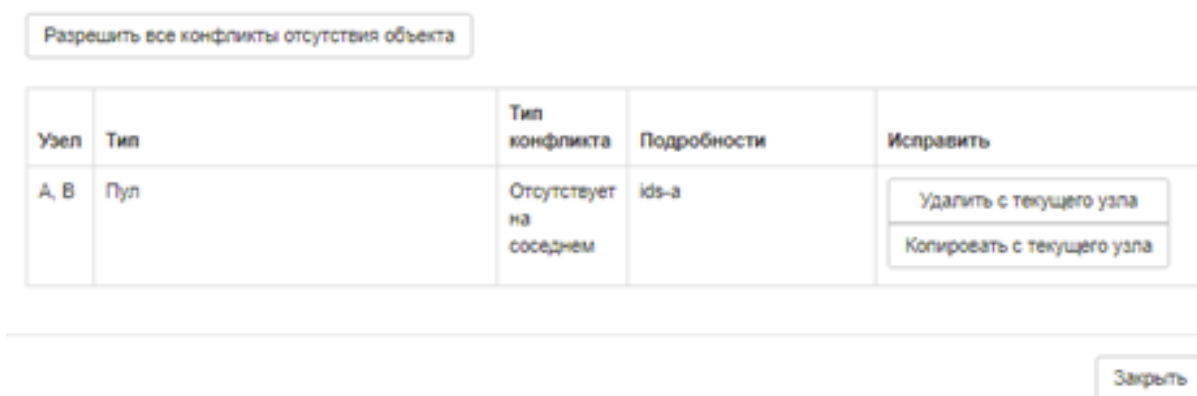 Разрешить все конфликты отсутствия объекта
Узел Тип Тип конфликта Подробности Исправить
A, B Пул Отсутствует на соседнем ids-a Удалить с текущего узла
Копировать с текущего узла
Закрыть